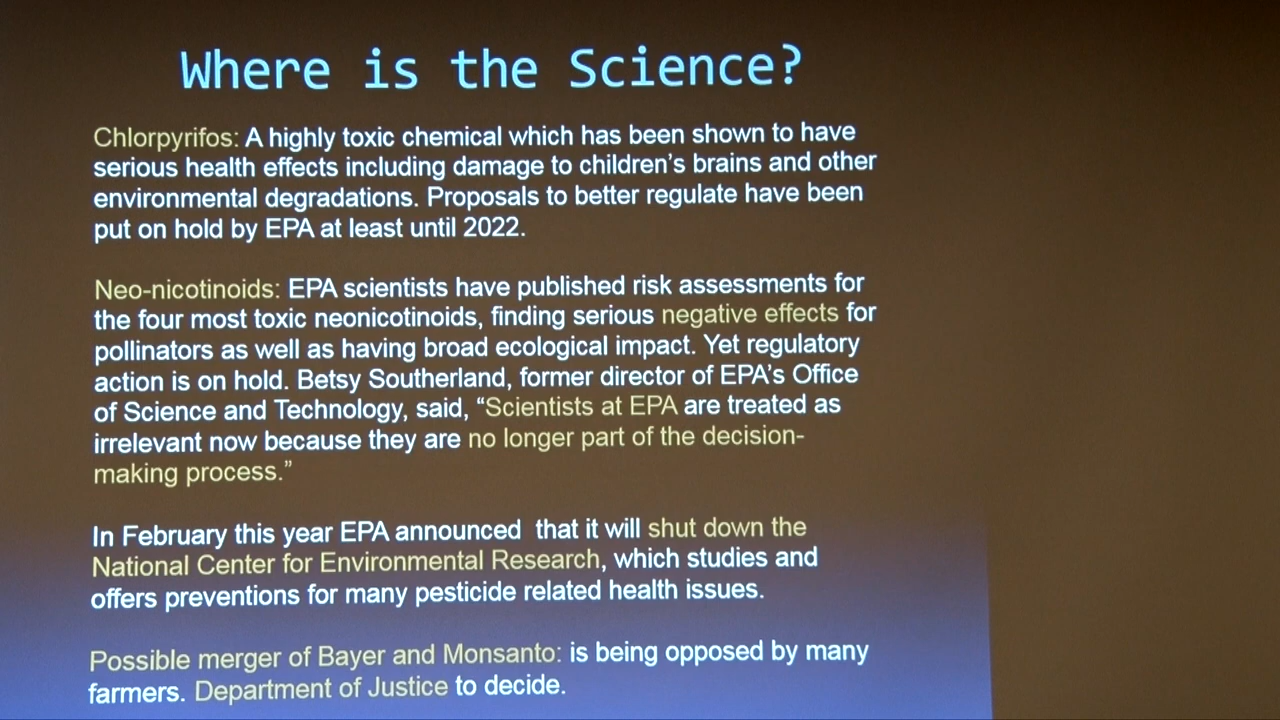 Where is the Science?
Chlorpyrifos: A highly toxic chemical which has been shown to have
serious health effects including damage to children's brains and other
environmental degradations. Proposals to better regulate have been
put on hold by EPA at least until 2022.
Neo-nicotinoids: EPA scientists have published risk assessments for
the four most toxic neonicotinoids, finding serious negative effects for
pollinators as well as having broad ecological impact. Yet regulatory
action is on hold. Betsy Southerland, former director of EPA's Office
of Science and Technology, said, “Scientists at EPA are treated as
irrelevant now because they are no longer part of the decision-
making process.”
In February this year EPA announced  that it will shut down the
National Center for Environmental Research, which studies and
offers preventions for many pesticide related health issues.
Possible merger of Bayer and Monsanto: is being opposed by many
farmers. Department of Justice to decide.